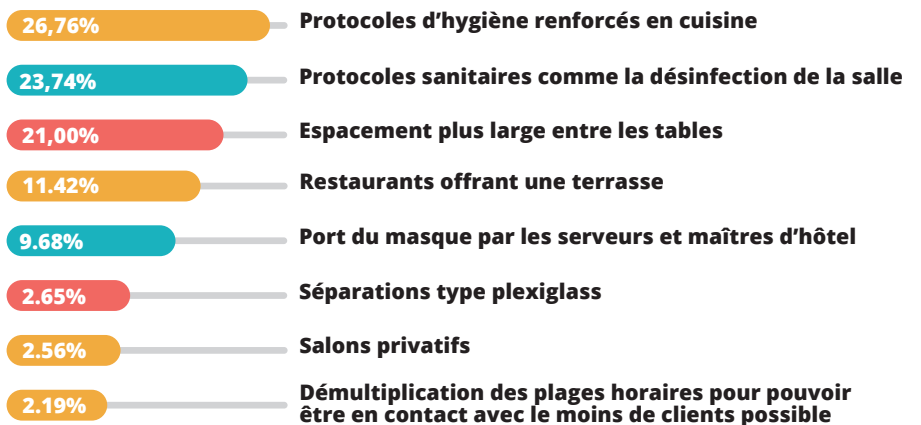 26,76% Protocoles d’hygiène renforcés en cuisine
23,74% Protocoles sanitaires comme la désinfection de la salle
21,00% Espacement plus large entre les tables
11.42% Restaurants offrant une terrasse
9.68% Port du masque par les serveurs et maîtres d’hôtel
2.65% Séparations type plexiglass
2.56% Salons privatifs
2.19% Démultiplication des plages horaires pour pouvoir
être en contact avec le moins de clients possible